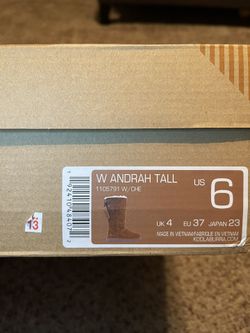 W ANDRAH TALL
1105791 W/CHE
US 6
UK 4 EU 37 JAPAN 23
MADE IN VIETNAM/FABRIQUE EN VIETNAM
KOOLABURRA.COM
13